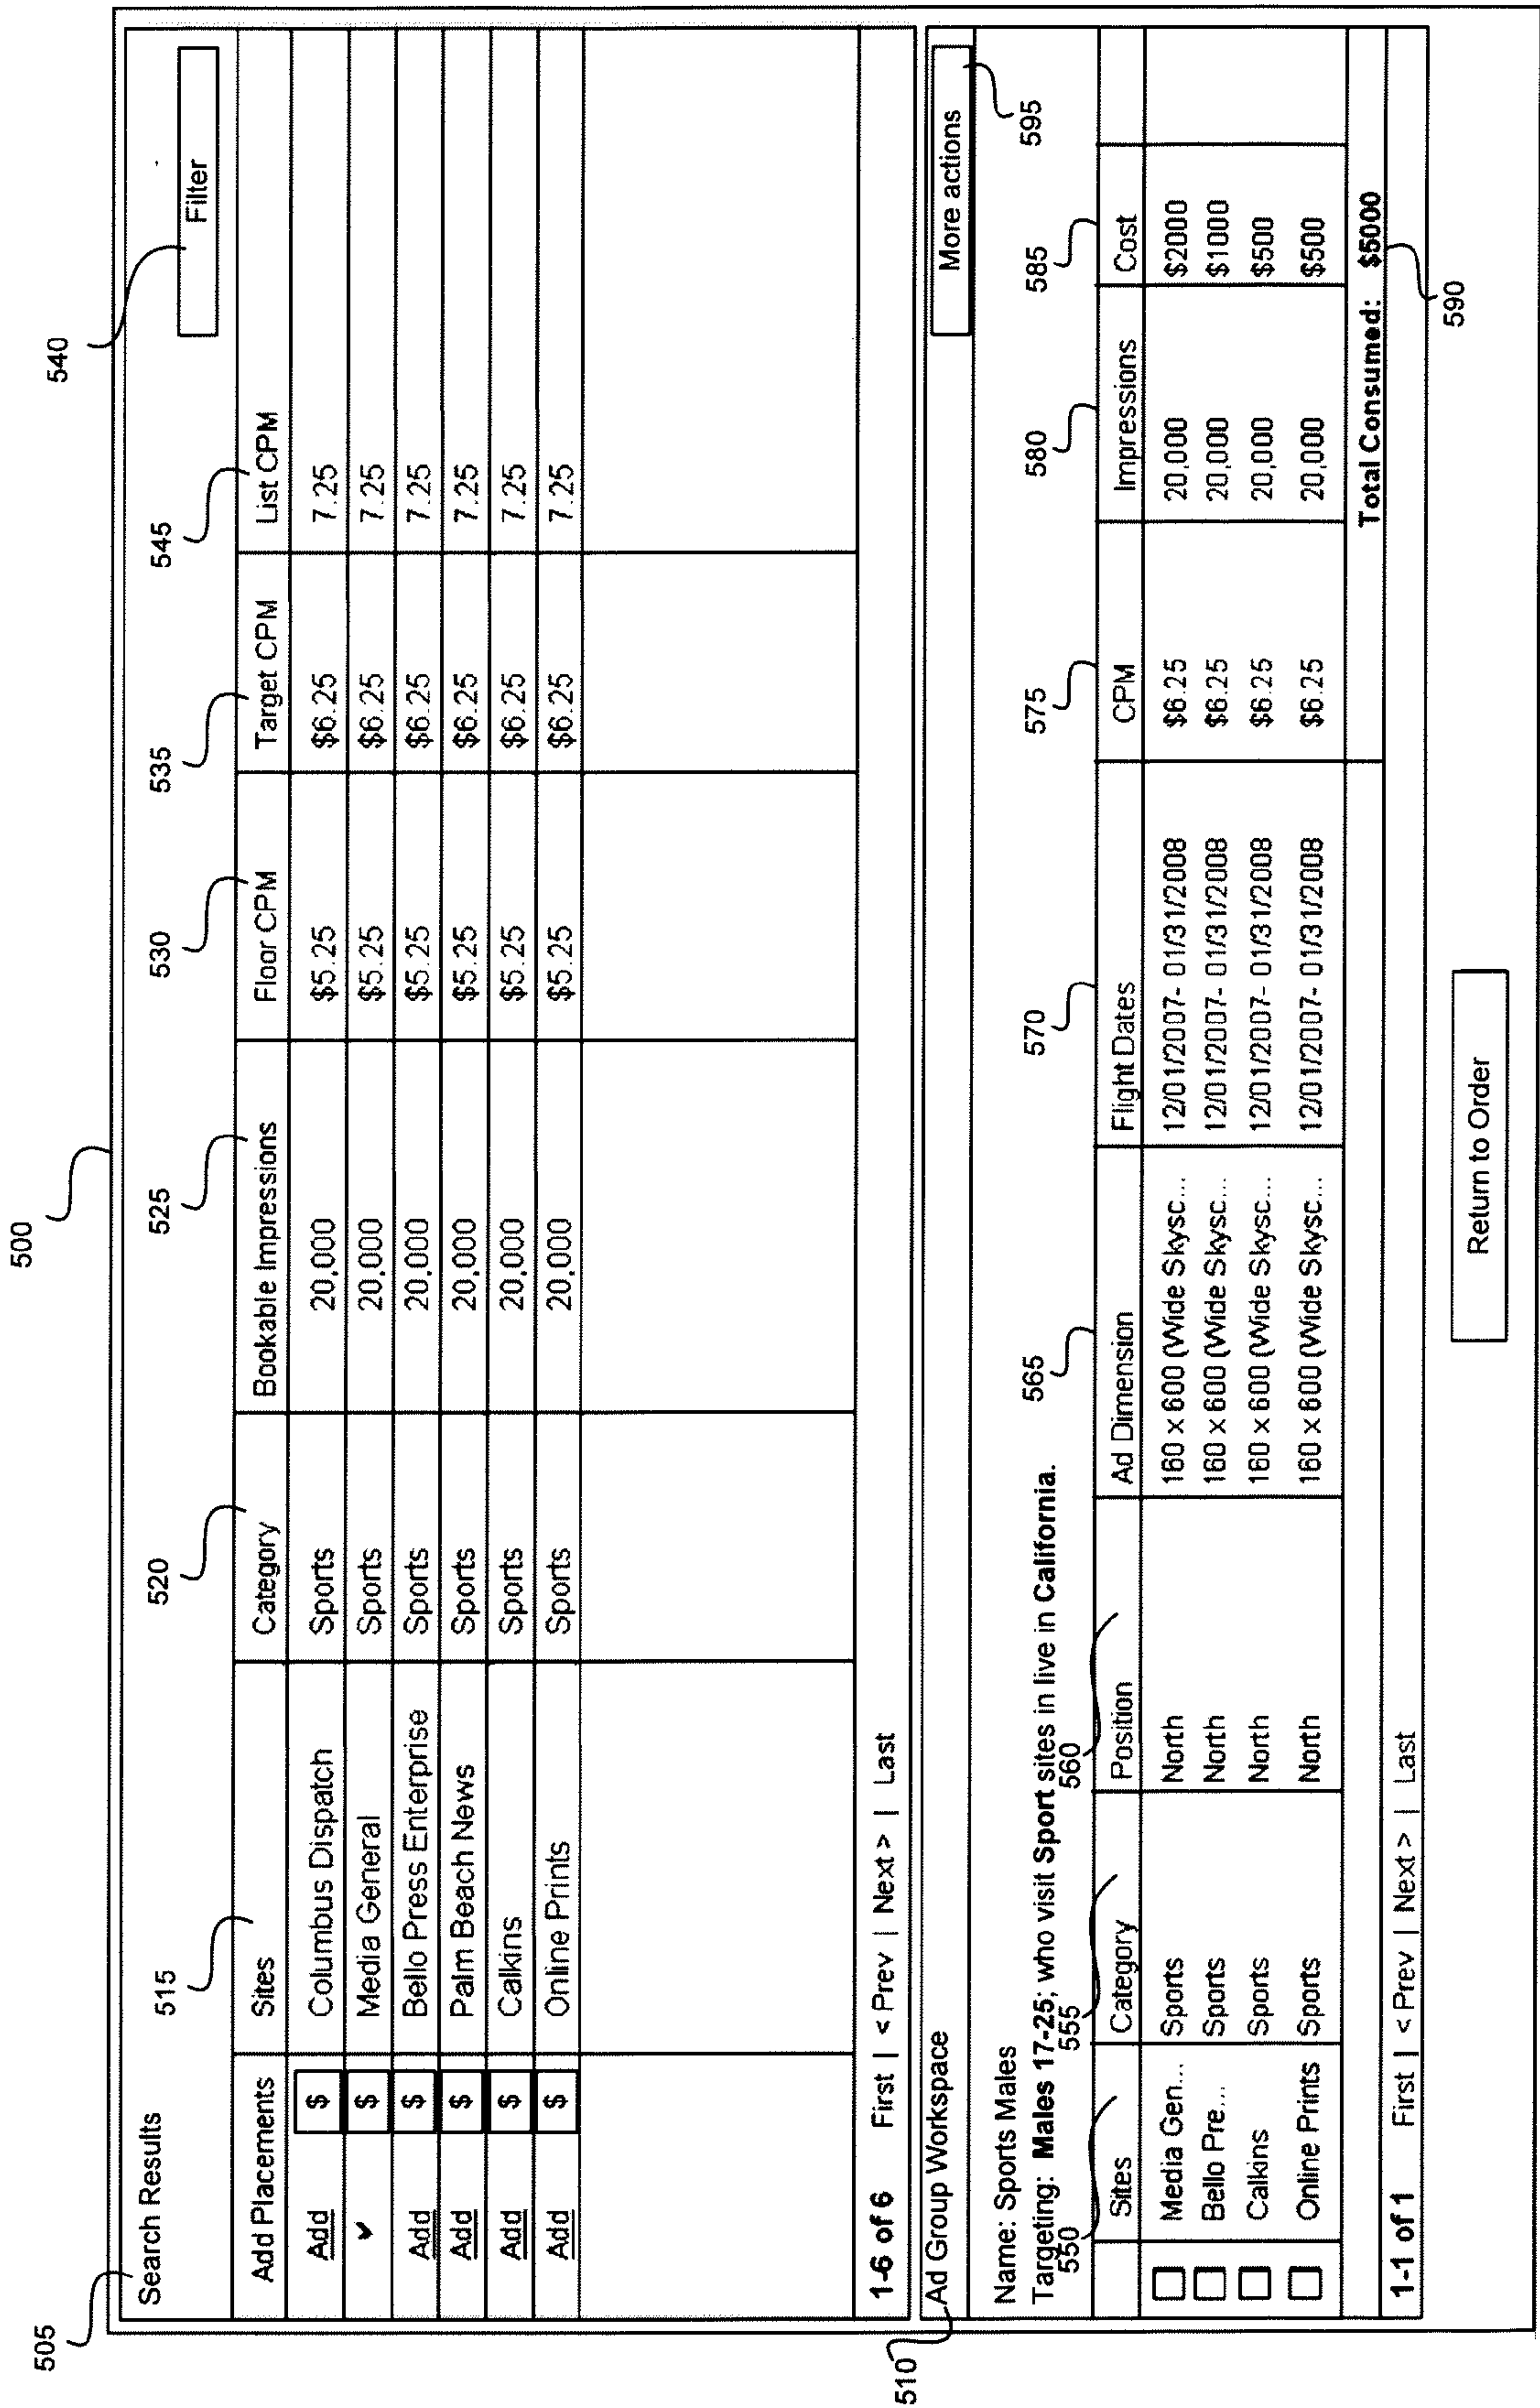 500
505
Search Results
540
Filter
515 520 525 530 535 545
Add Placements Sites Category Bookable Impressions Floor CPM Target CPM List CPM
Add $ Columbus Dispatch Sports 20,000 $5.25 $6.25 7.25
✓ $ Media General Sports 20,000 $5.25 $6.25 7.25
Add $ Bello Press Enterprise Sports 20,000 $5.25 $6.25 7.25
Add $ Palm Beach News Sports 20,000 $5.25 $6.25 7.25
Add $ Calkins Sports 20,000 $5.25 $6.25 7.25
Add $ Online Prints Sports 20,000 $5.25 $6.25 7.25
1-6 of 6 First | < Prev | Next > | Last
510
Ad Group Workspace
More actions
595
Name: Sports Males
Targeting: Males 17-25; who visit Sport sites in live in California.
550 555 560 565 570 575 580 585
Sites Category Position Ad Dimension Flight Dates CPM Impressions Cost
Media Gen... Sports North 160 x 600 (Wide Skysc... 12/01/2007- 01/31/2008 $6.25 20,000 $2000
Bello Pre... Sports North 160 x 600 (Wide Skysc... 12/01/2007- 01/31/2008 $6.25 20,000 $1000
Calkins Sports North 160 x 600 (Wide Skysc... 12/01/2007- 01/31/2008 $6.25 20,000 $500
Online Prints Sports North 160 x 600 (Wide Skysc... 12/01/2007- 01/31/2008 $6.25 20,000 $500
Total Consumed: $5000
1-1 of 1 First | < Prev | Next > | Last
590
Return to Order